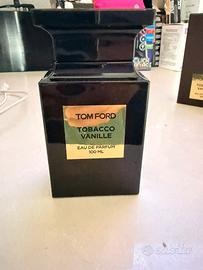 TOM FORD
TOBACCO
VANILLE
EAU DE PARFUM
100 ML